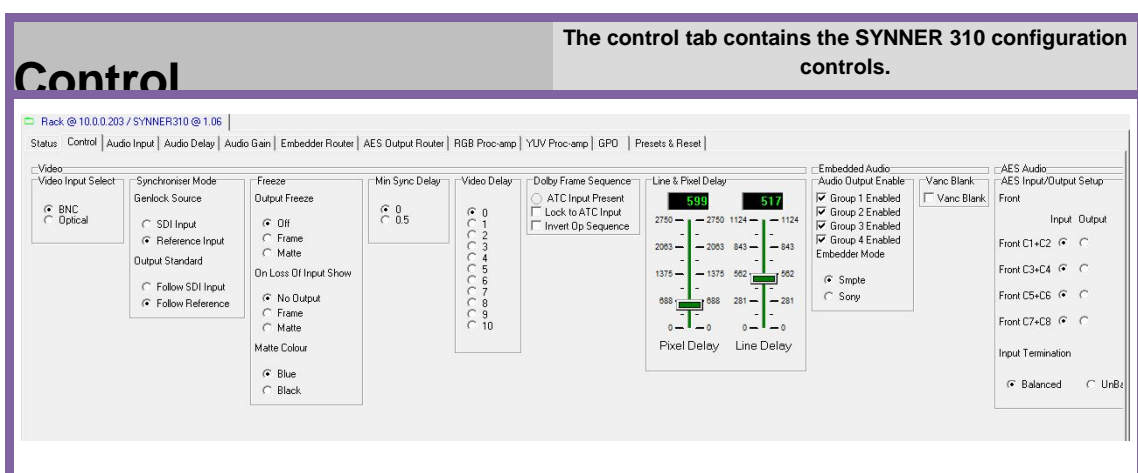 The control tab contains the SYNNER 310 configuration
controls.
Control
Rack @ 10.0.0.203 / SYNNER310 @ 1.06
Status Control Audio Input Audio Delay Audio Gain Embedder Router AES Output Router RGB Proc-amp YUV Proc-amp GPO Presets & Reset
Video
Video Input Select
BNC
Optical
Synchroniser Mode
Genlock Source
SDI Input
Reference Input
Output Standard
Follow SDI Input
Follow Reference
Freeze
Output Freeze
Off
Frame
Matte
On Loss Of Input Show
No Output
Frame
Matte
Matte Colour
Blue
Black
Min Sync Delay
0
0.5
Video Delay
0
1
2
3
4
5
6
7
8
9
10
Dolby Frame Sequence
ATC Input Present
Lock to ATC Input
Invert Op Sequence
Line & Pixel Delay
599 517
2750 2750 1124 1124
2063 2063 843 843
1375 1375 562 562
688 688 281 281
0 0 0 0
Pixel Delay Line Delay
Embedded Audio
Audio Output Enable
Group 1 Enabled
Group 2 Enabled
Group 3 Enabled
Group 4 Enabled
Embedder Mode
Smpte
Sony
Vanc Blank
Vanc Blank
AES Audio
AES Input/Output Setup
Front
Input Output
Front C1+C2
Front C3+C4
Front C5+C6
Front C7+C8
Input Termination
Balanced UnBa